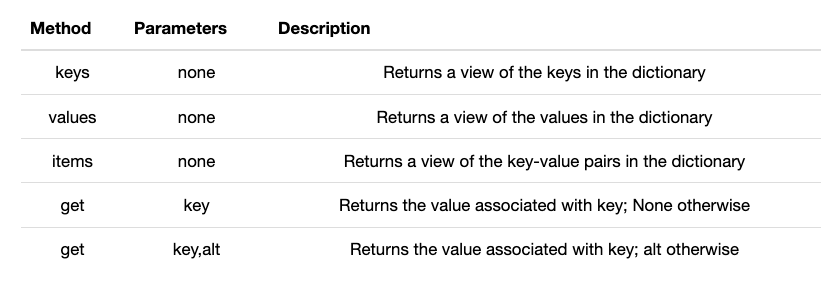 Method Parameters Description
keys none Returns a view of the keys in the dictionary
values none Returns a view of the values in the dictionary
items none Returns a view of the key-value pairs in the dictionary
get key Returns the value associated with key; None otherwise
get key,alt Returns the value associated with key; alt otherwise